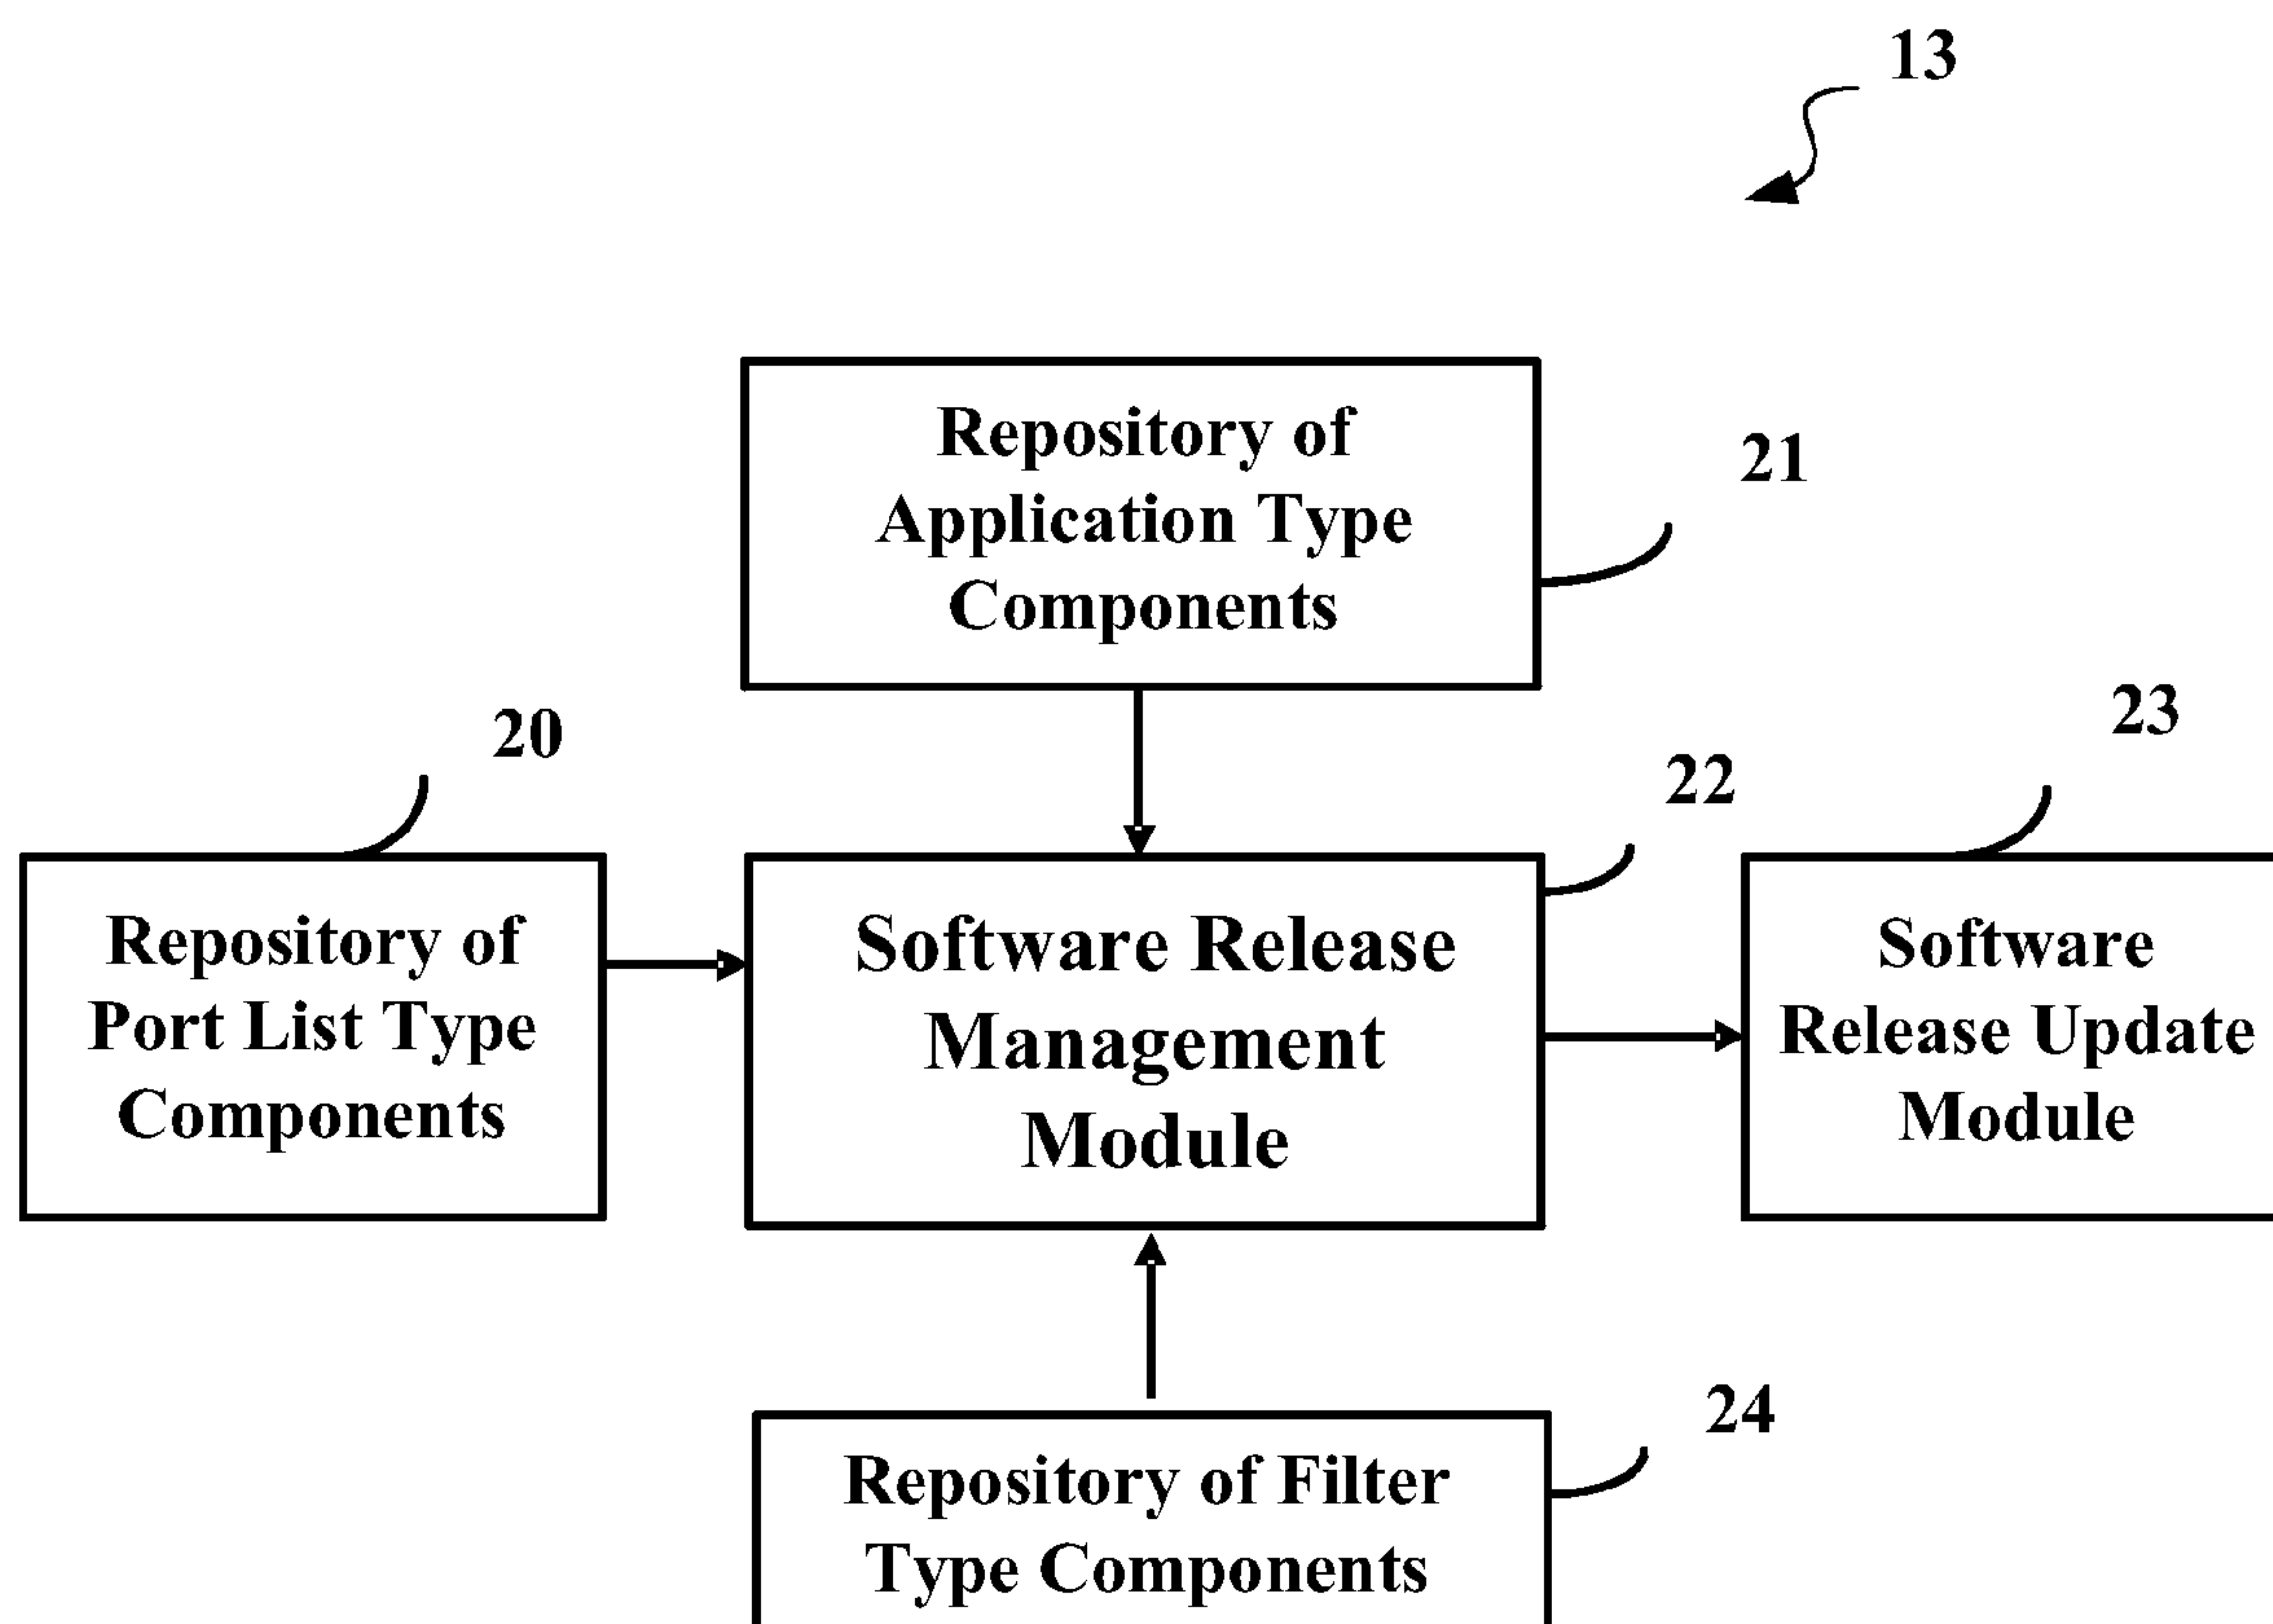 13
Repository of
Application Type
Components
21
20
22
23
Repository of
Port List Type
Components
Software Release
Management
Module
Software
Release Update
Module
24
Repository of Filter
Type Components